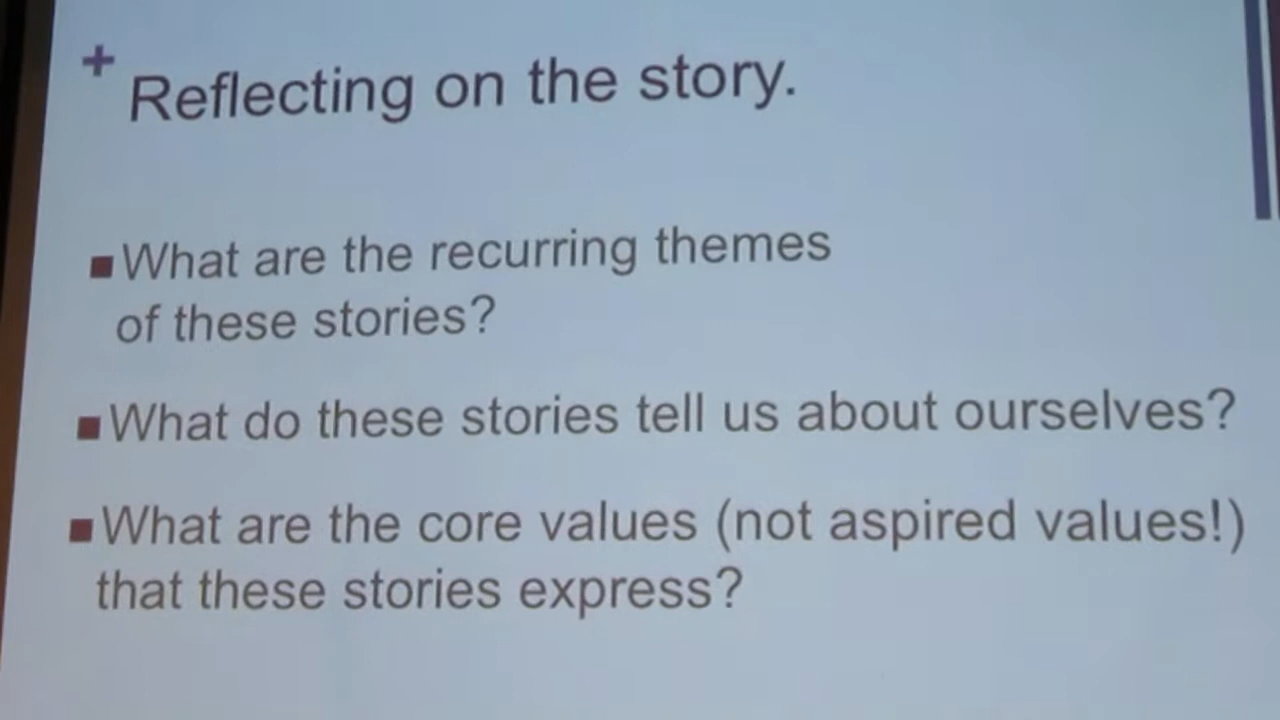 +
Reflecting on the story.
What are the recurring themes
of these stories?
What do these stories tell us about ourselves?
What are the core values (not aspired values!)
that these stories express?